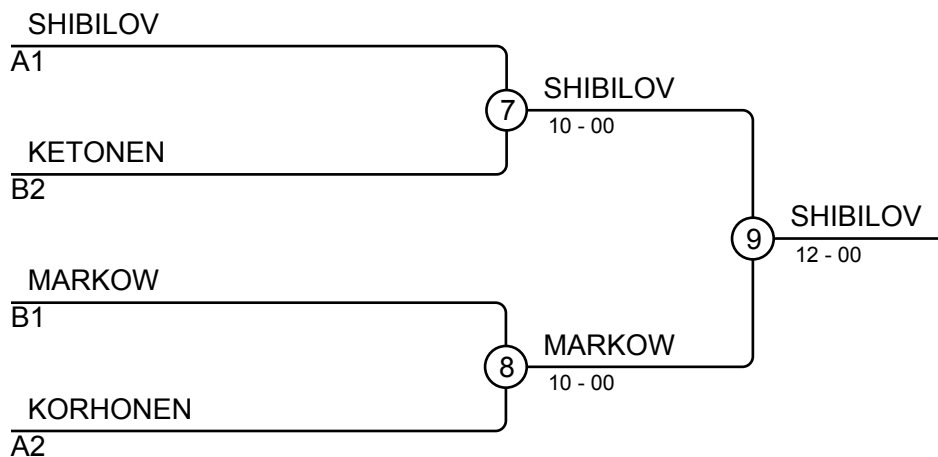 SHIBILOV
A1
7
SHIBILOV
10 - 00
KETONEN
B2
9
SHIBILOV
12 - 00
MARKOW
B1
8
MARKOW
10 - 00
KORHONEN
A2